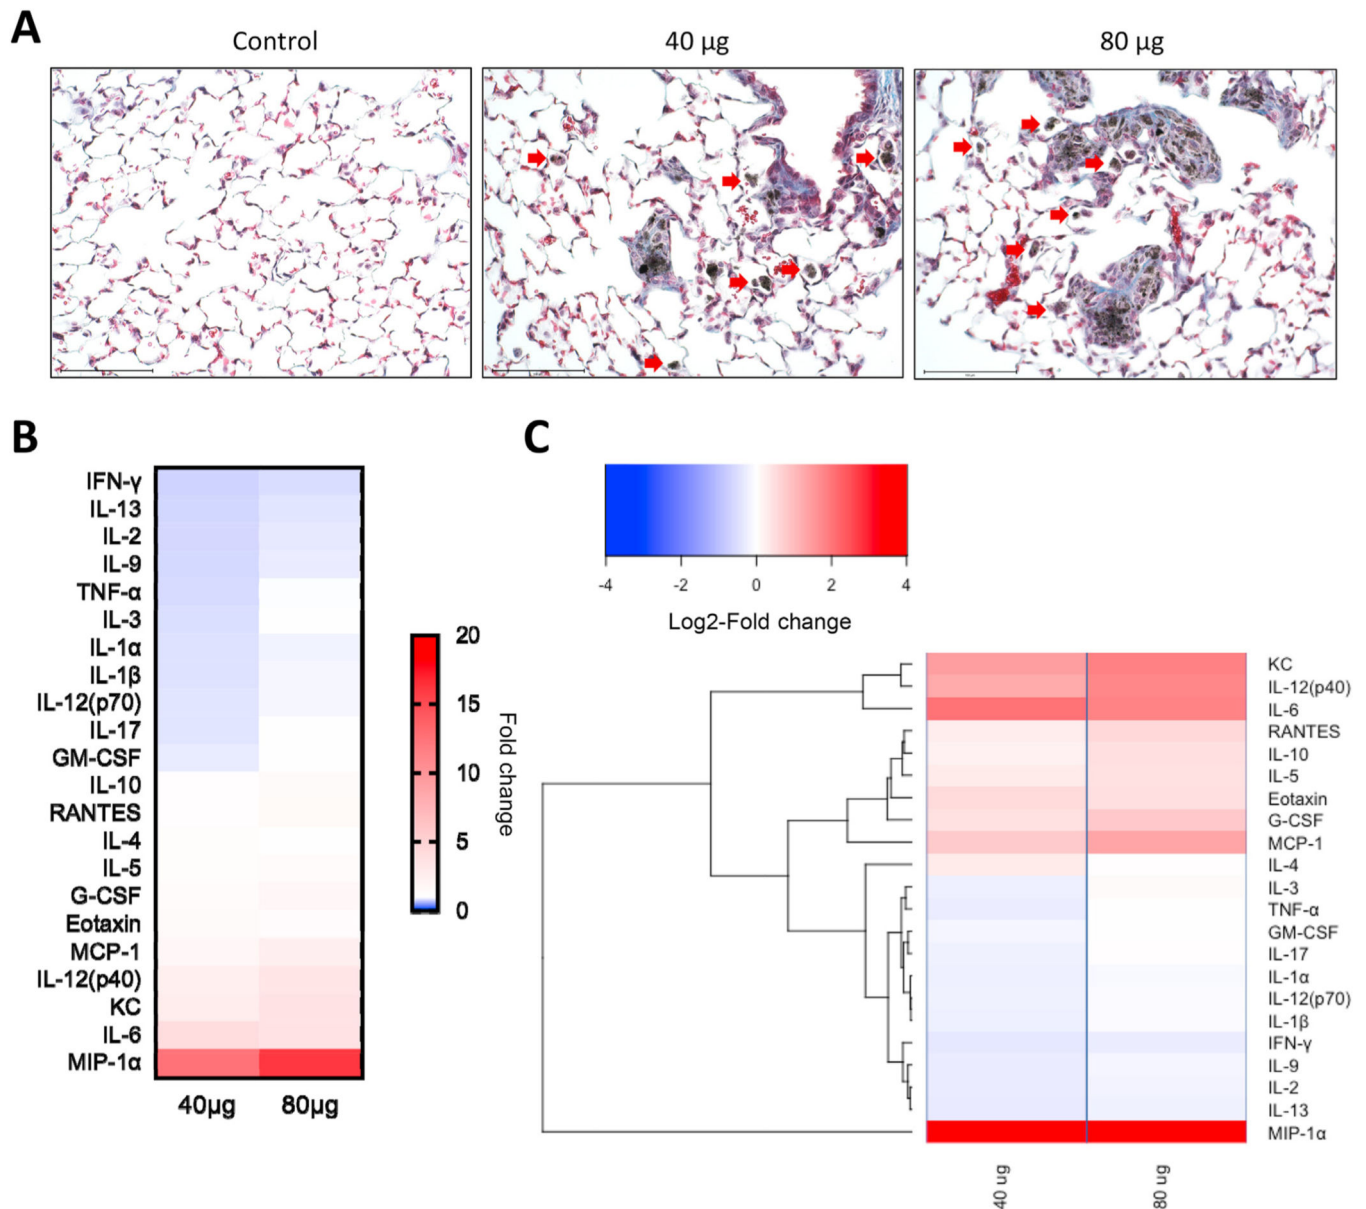 A
Control
40 µg
80 µg
B
IFN-γ
IL-13
IL-2
IL-9
TNF-α
IL-3
IL-1α
IL-1β
IL-12(p70)
IL-17
GM-CSF
IL-10
RANTES
IL-4
IL-5
G-CSF
Eotaxin
MCP-1
IL-12(p40)
KC
IL-6
MIP-1α
40µg
80µg
20
15
10
5
0
Fold change
C
-4
-2
0
2
4
Log2-Fold change
KC
IL-12(p40)
IL-6
RANTES
IL-10
IL-5
Eotaxin
G-CSF
MCP-1
IL-4
IL-3
TNF-α
GM-CSF
IL-17
IL-1α
IL-12(p70)
IL-1β
IFN-γ
IL-9
IL-2
IL-13
MIP-1α
40 ug
80 ug